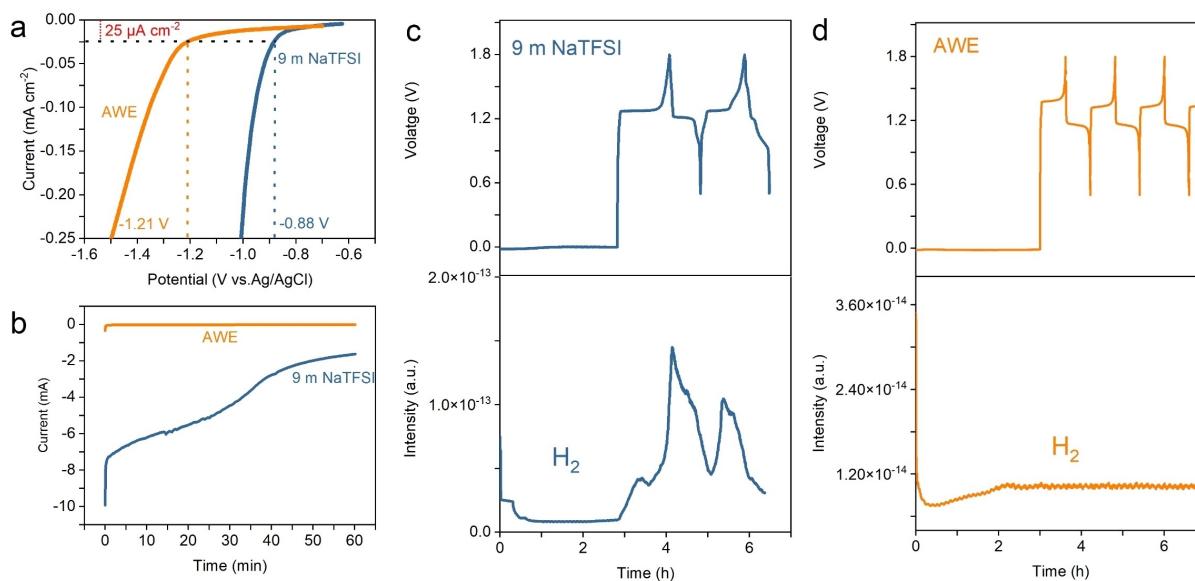 a
0.00
-0.05
-0.10
-0.15
-0.20
-0.25
Current (mA cm-2)
25 µA cm-2
9 m NaTFSI
AWE
-1.21 V
-0.88 V
-1.6
-1.4
-1.2
-1.0
-0.8
-0.6
Potential (V vs.Ag/AgCl)
b
0
-2
-4
-6
-8
-10
Current (mA)
AWE
9 m NaTFSI
0
10
20
30
40
50
60
Time (min)
c
9 m NaTFSI
1.8
1.2
0.6
0.0
Volatge (V)
2.0×10-13
1.0×10-13
0.0
Intensity (a.u.)
H2
0
2
4
6
Time (h)
d
AWE
1.8
1.2
0.6
0.0
Voltage (V)
3.60×10-14
2.40×10-14
1.20×10-14
Intensity (a.u.)
H2
0
2
4
6
Time (h)